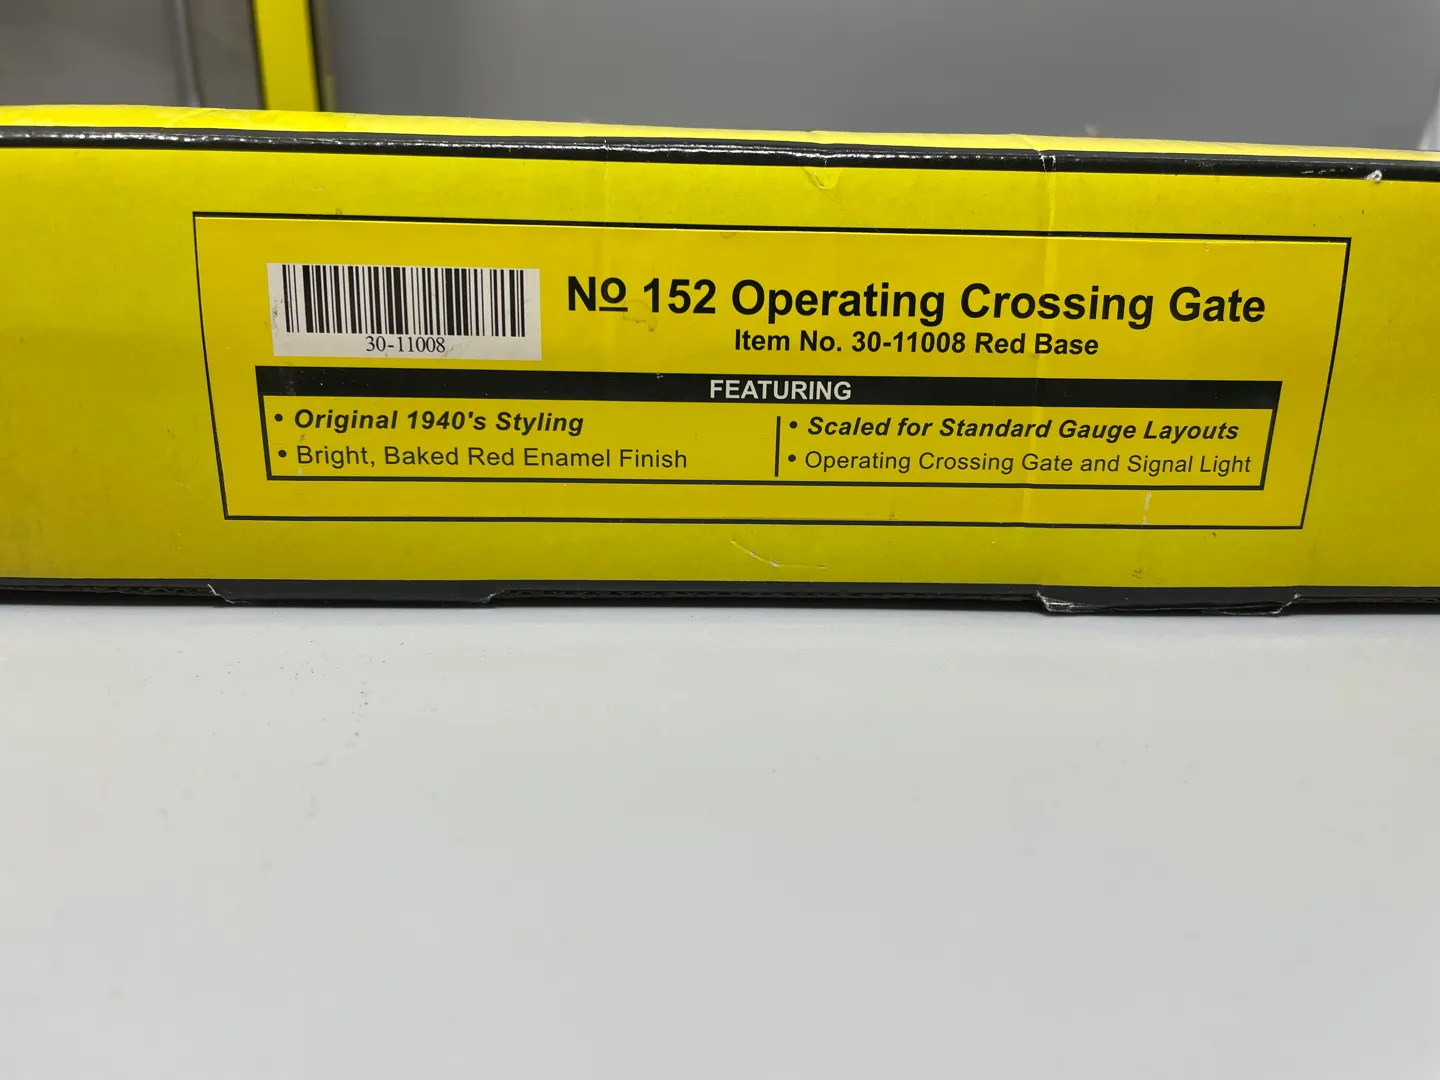 No 152 Operating Crossing Gate
Item No. 30-11008 Red Base
30-11008
FEATURING
• Original 1940's Styling
• Bright, Baked Red Enamel Finish
• Scaled for Standard Gauge Layouts
• Operating Crossing Gate and Signal Light